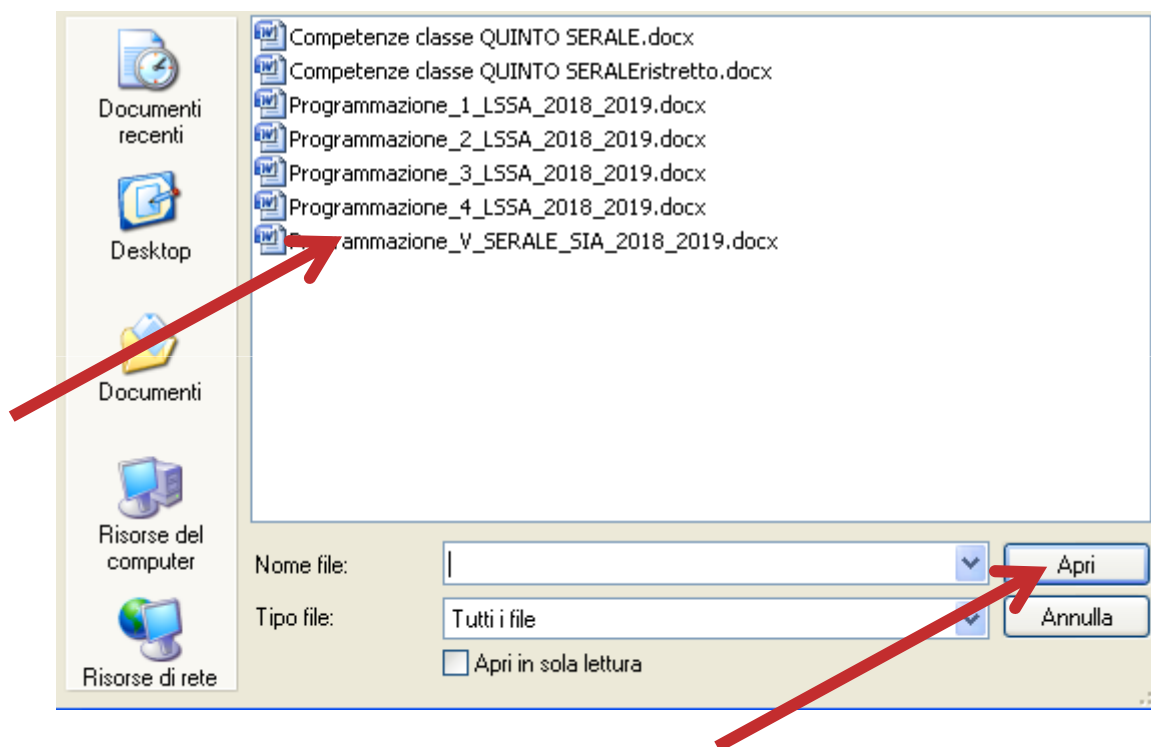 Documenti
recenti
Desktop
Documenti
Risorse del
computer
Risorse di rete
Competenze classe QUINTO SERALE.docx
Competenze classe QUINTO SERALEristretto.docx
Programmazione_1_LSSA_2018_2019.docx
Programmazione_2_LSSA_2018_2019.docx
Programmazione_3_LSSA_2018_2019.docx
Programmazione_4_LSSA_2018_2019.docx
Programmazione_V_SERALE_SIA_2018_2019.docx
Nome file:
Apri
Tipo file:
Tutti i file
Annulla
Apri in sola lettura